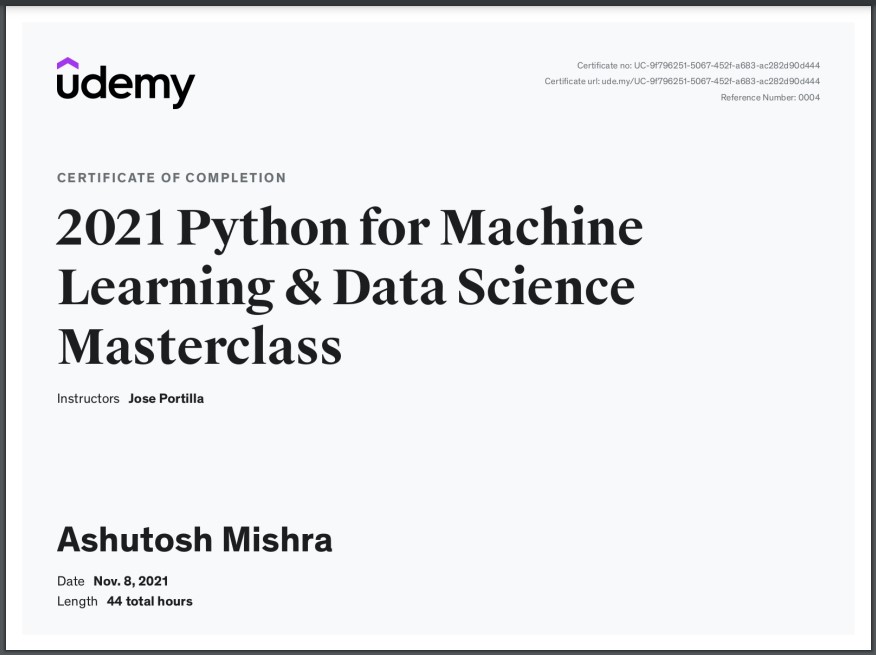 udemy
Certificate no: UC-9f796251-5067-452f-a683-ac282d90d444
Certificate url: ude.my/UC-9f796251-5067-452f-a683-ac282d90d444
Reference Number: 0004
CERTIFICATE OF COMPLETION
2021 Python for Machine
Learning & Data Science
Masterclass
Instructors Jose Portilla
Ashutosh Mishra
Date Nov. 8, 2021
Length 44 total hours